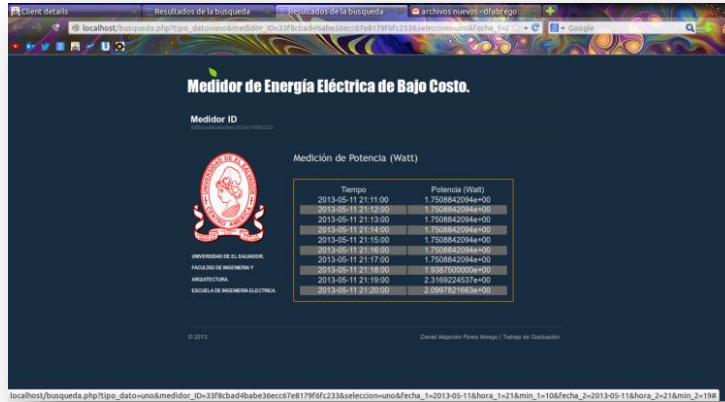 Client details
Resultados de la busqueda
Resultados de la busqueda
archivos nuevos - dfabrego...
localhost/busqueda.php?tipo_dato=uno&medidor_ID=33f8cbad4babe36ecc67e8179f6fc233&seleccion=uno&fecha_1=2
Google
Medidor de Energía Eléctrica de Bajo Costo.
Medidor ID
Medición de Potencia (Watt)
Tiempo Potencia (Watt)
2013-05-11 21:11:00 1.7508842094e+00
2013-05-11 21:12:00 1.7508842094e+00
2013-05-11 21:13:00 1.7508842094e+00
2013-05-11 21:14:00 1.7508842094e+00
2013-05-11 21:15:00 1.7508842094e+00
2013-05-11 21:16:00 1.7508842094e+00
2013-05-11 21:17:00 1.7508842094e+00
2013-05-11 21:18:00 1.9387500000e+00
2013-05-11 21:19:00 2.3169224537e+00
2013-05-11 21:20:00 2.0997821663e+00
UNIVERSIDAD DE EL SALVADOR
CENTRO AMERICA
UNIVERSIDAD DE EL SALVADOR.
FACULTAD DE INGENIERIA Y
ARQUITECTURA.
ESCUELA DE INGENIERIA ELECTRICA.
© 2013
Daniel Alejandro Flores Abrego | Trabajo de Graduación
localhost/busqueda.php?tipo_dato=uno&medidor_ID=33f8cbad4babe36ecc67e8179f6fc233&seleccion=uno&fecha_1=2013-05-11&hora_1=21&min_1=10&fecha_2=2013-05-11&hora_2=21&min_2=19#